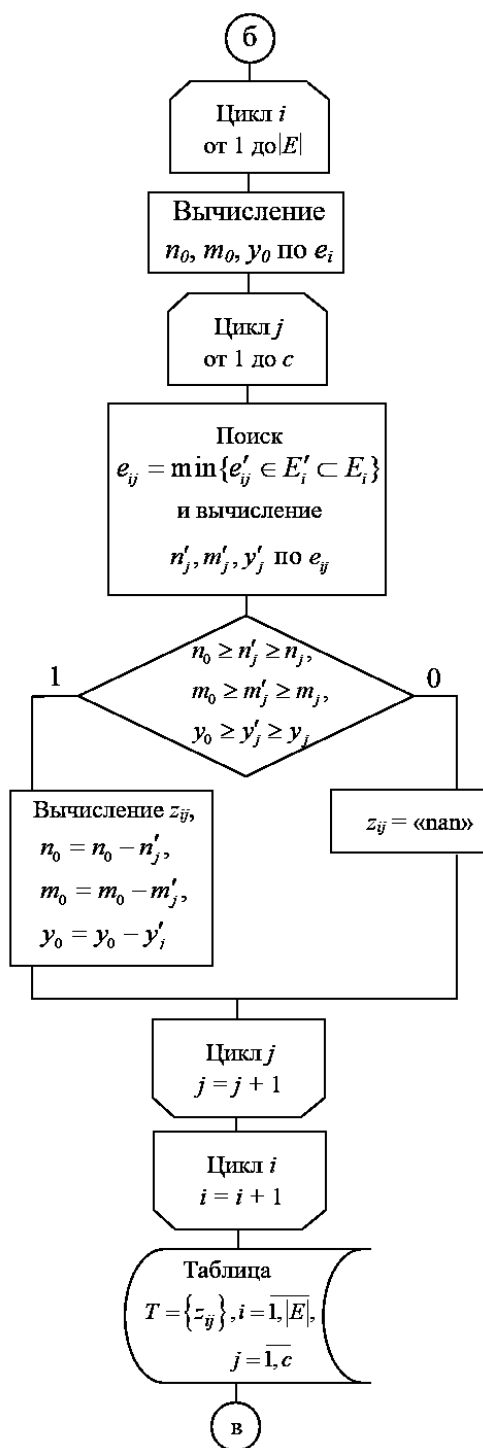 б
Цикл i
от 1 до |E|
Вычисление
n₀, m₀, y₀ по eᵢ
Цикл j
от 1 до c
Поиск
eᵢⱼ = min{e′ᵢⱼ ∈ E′ᵢ ⊂ Eᵢ}
и вычисление
n′ⱼ, m′ⱼ, y′ⱼ по eᵢⱼ
n₀ ≥ n′ⱼ ≥ nⱼ,
1
0
m₀ ≥ m′ⱼ ≥ mⱼ,
y₀ ≥ y′ⱼ ≥ yⱼ
Вычисление zᵢⱼ,
n₀ = n₀ − n′ⱼ,
m₀ = m₀ − m′ⱼ,
y₀ = y₀ − y′ⱼ
zᵢⱼ = «nan»
Цикл j
j = j + 1
Цикл i
i = i + 1
Таблица
T = {zᵢⱼ}, i = 1,|E|,
j = 1,c
в